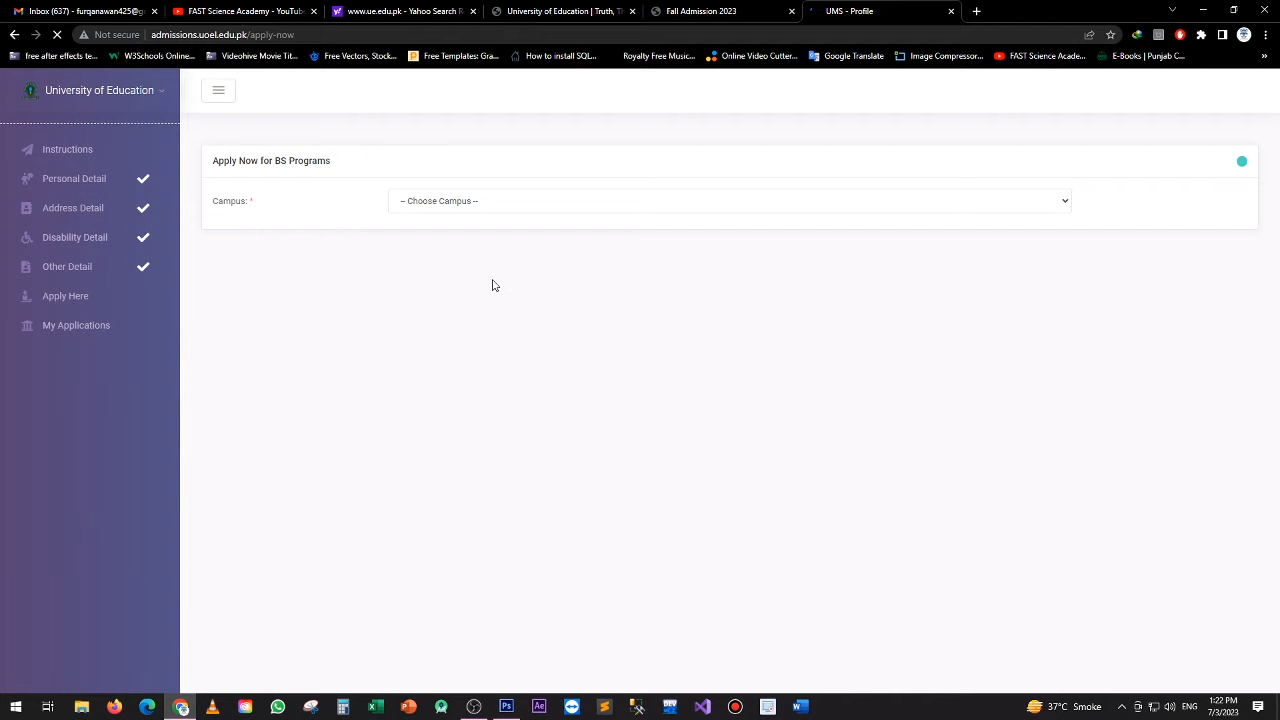 Inbox (637) - furqanawan425@g
FAST Science Academy - YouTub
www.ue.edu.pk - Yahoo Search R
University of Education | Truth, Th
Fall Admission 2023
UMS - Profile
Not secure
admissions.uoel.edu.pk/apply-now
free after effects te...
W3Schools Online...
Videohive Movie Tit...
Free Vectors, Stock...
Free Templates: Gra...
How to install SQL...
Royalty Free Music...
Online Video Cutter...
Google Translate
Image Compressor...
FAST Science Acade...
E-Books | Punjab C...
»
University of Education
Instructions
Personal Detail
Address Detail
Disability Detail
Other Detail
Apply Here
My Applications
Apply Now for BS Programs
Campus: *
-- Choose Campus --
37°C Smoke
ENG
1:22 PM
7/3/2023